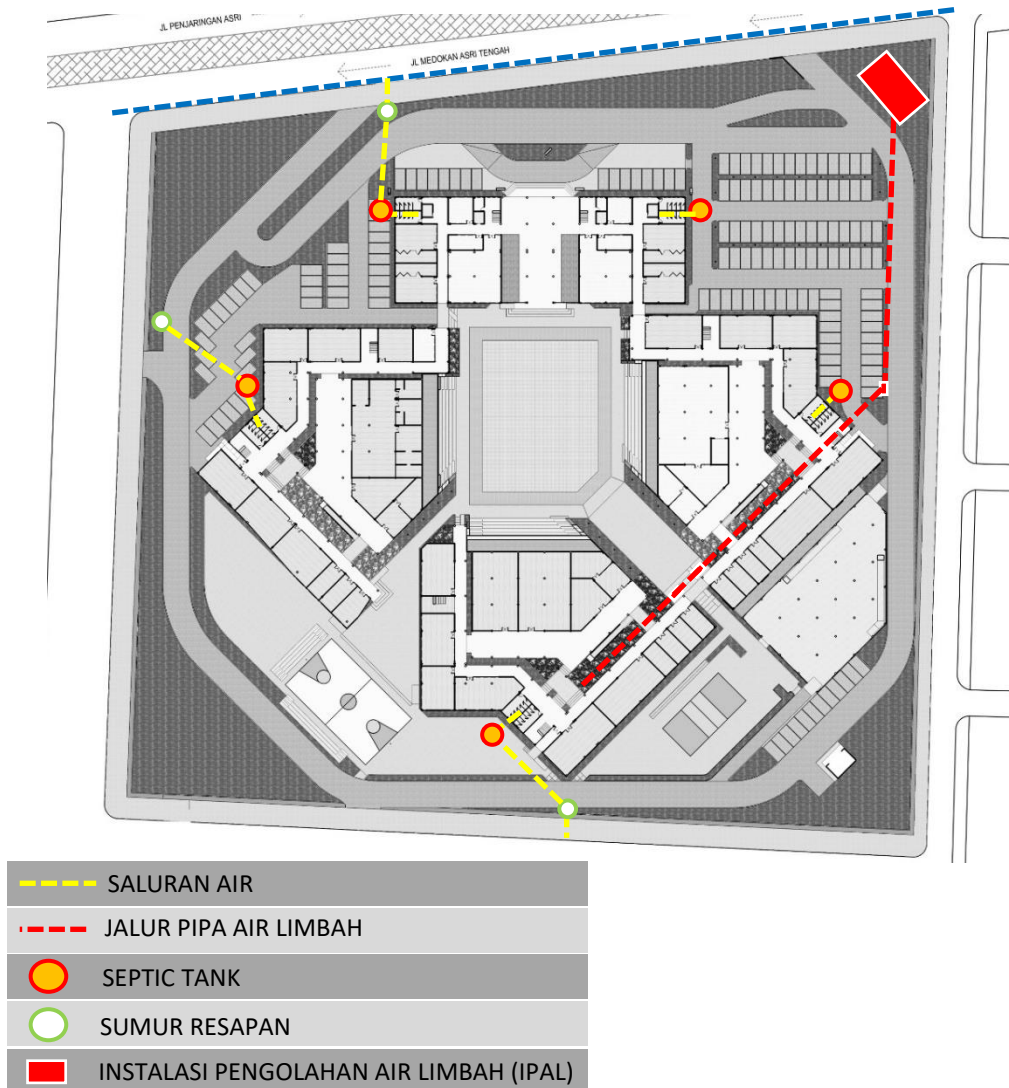 JL PENJARINGAN ASRI
JL MEDOKAN ASRI TENGAH
SALURAN AIR
JALUR PIPA AIR LIMBAH
SEPTIC TANK
SUMUR RESAPAN
INSTALASI PENGOLAHAN AIR LIMBAH (IPAL)